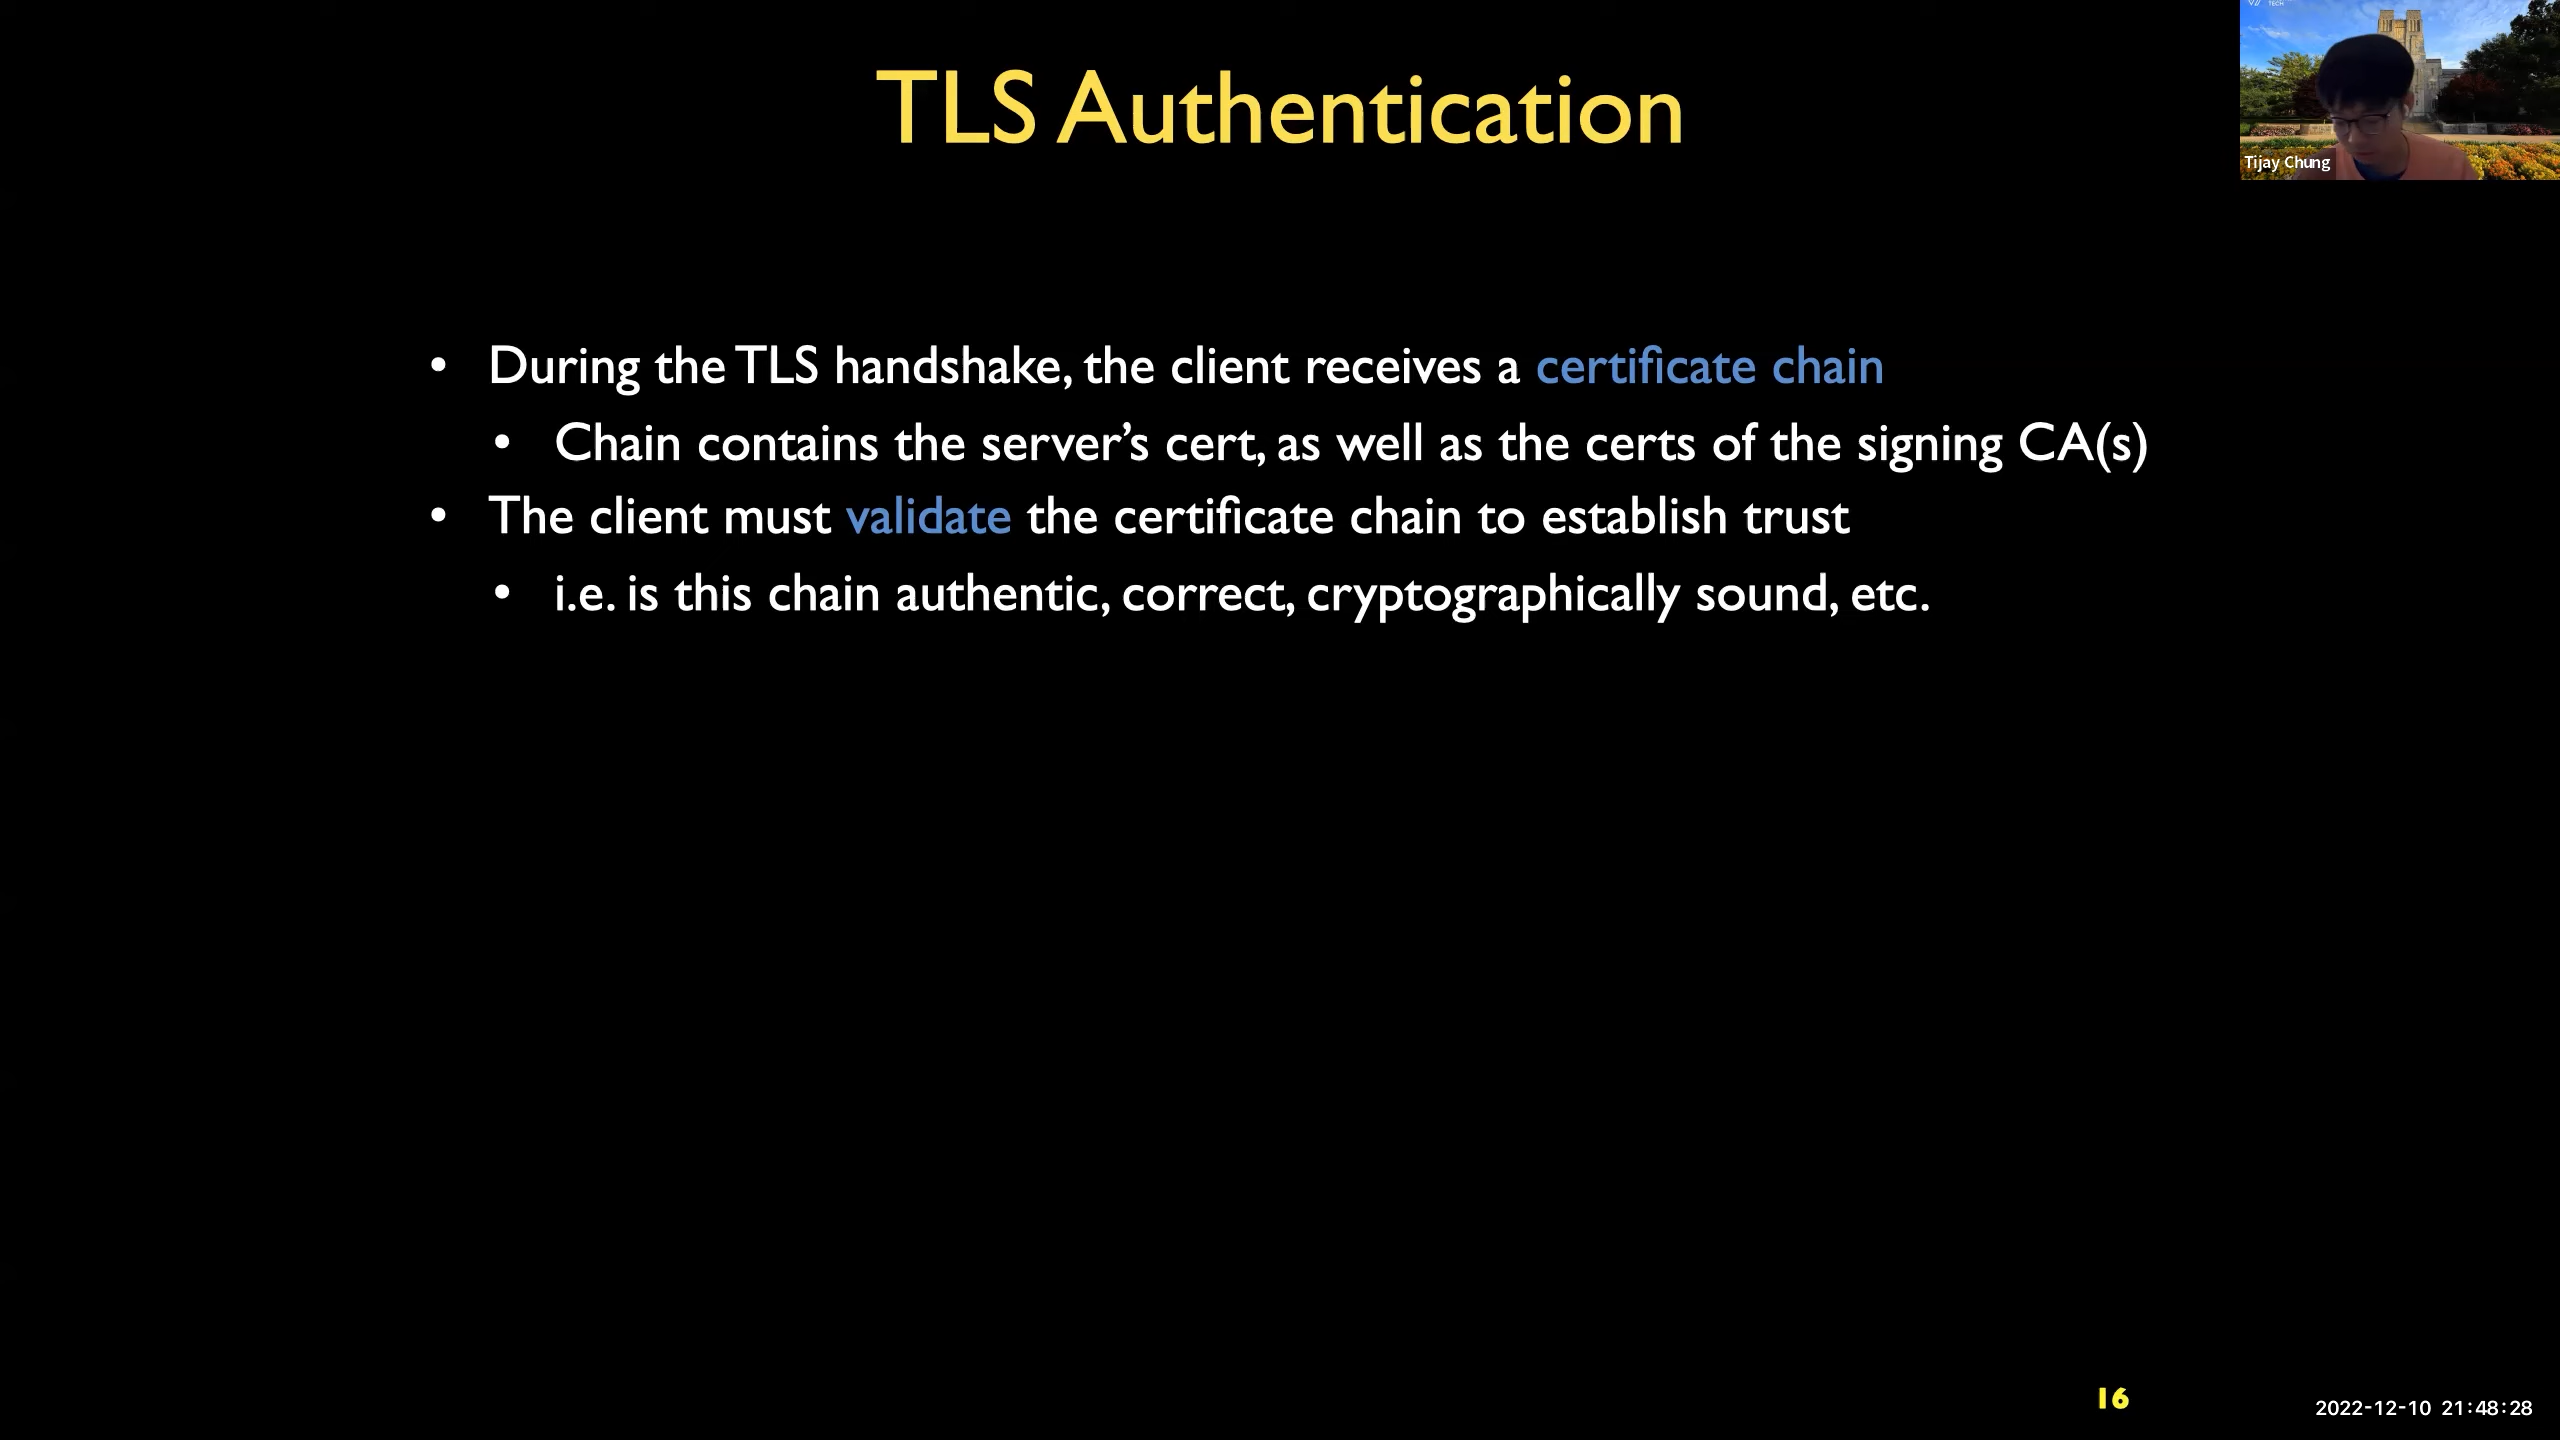 TECH
TLS Authentication
Tijay Chung
• During the TLS handshake, the client receives a certificate chain
• Chain contains the server’s cert, as well as the certs of the signing CA(s)
• The client must validate the certificate chain to establish trust
• i.e. is this chain authentic, correct, cryptographically sound, etc.
16
2022-12-10 21:48:28